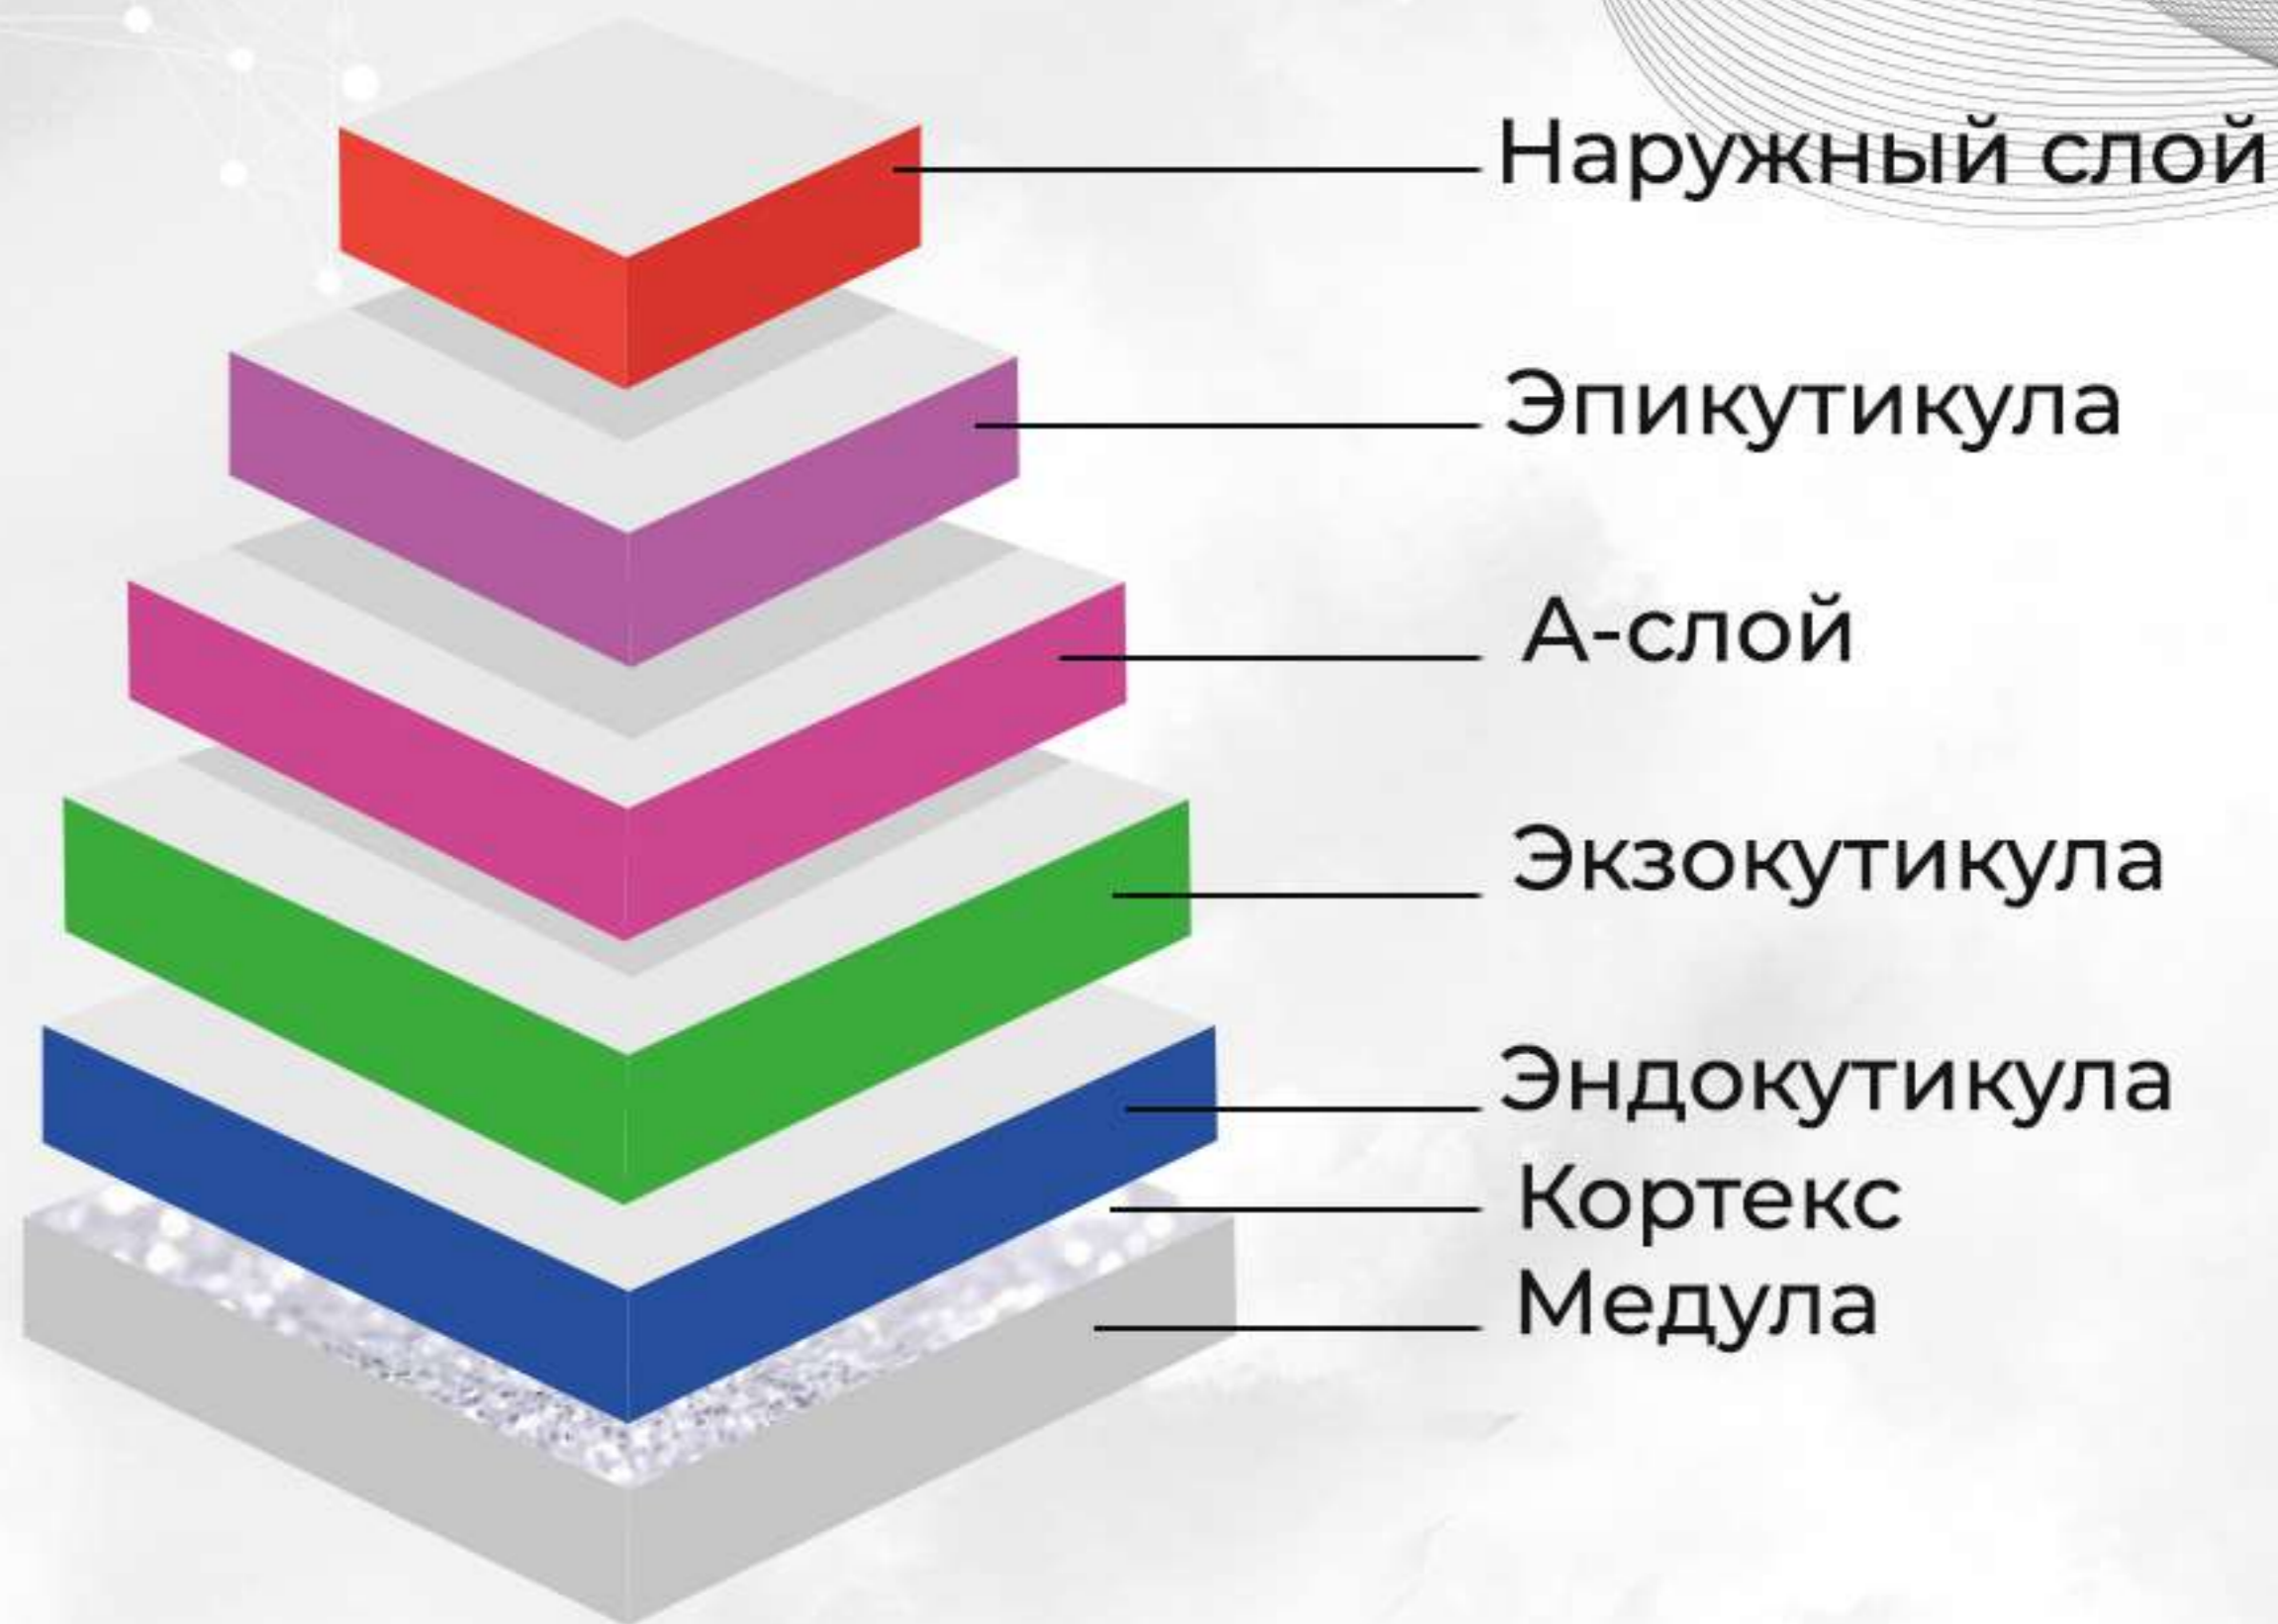 Наружный слой
Эпикутикула
А-слой
Экзокутикула
Эндокутикула
Кортекс
Медула